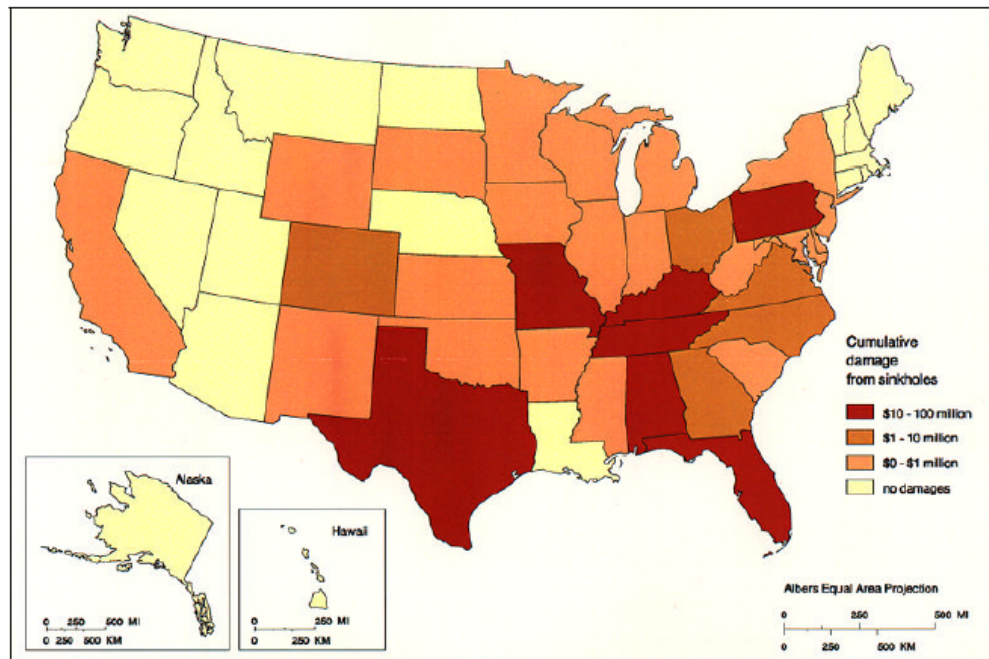 Cumulative
damage
from sinkholes
$10 - 100 million
$1 - 10 million
$0 - $1 million
no damages
Alaska
0 250 500 MI
0 250 500 KM
Hawaii
0 250 MI
0 250 KM
Albers Equal Area Projection
0 250 500 MI
0 250 500 KM